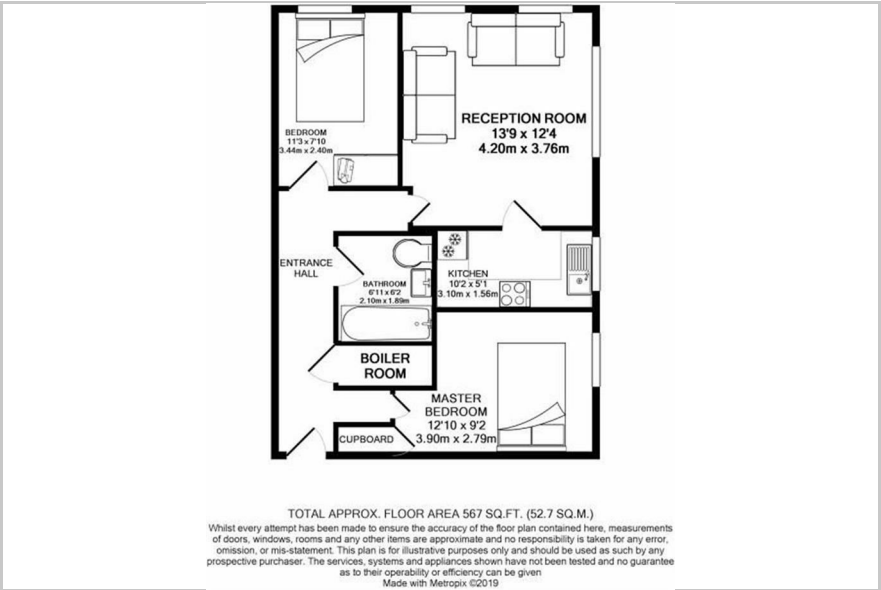 RECEPTION ROOM
13'9 x 12'4
4.20m x 3.76m
BEDROOM
11'3 x 7'10
3.44m x 2.40m
ENTRANCE
HALL
BATHROOM
6'11 x 6'2
2.10m x 1.89m
KITCHEN
10'2 x 5'1
3.10m x 1.56m
BOILER
ROOM
MASTER
BEDROOM
12'10 x 9'2
3.90m x 2.79m
CUPBOARD
TOTAL APPROX. FLOOR AREA 567 SQ.FT. (52.7 SQ.M.)
Whilst every attempt has been made to ensure the accuracy of the floor plan contained here, measurements
of doors, windows, rooms and any other items are approximate and no responsibility is taken for any error,
omission, or mis-statement. This plan is for illustrative purposes only and should be used as such by any
prospective purchaser. The services, systems and appliances shown have not been tested and no guarantee
as to their operability or efficiency can be given
Made with Metropix ©2019